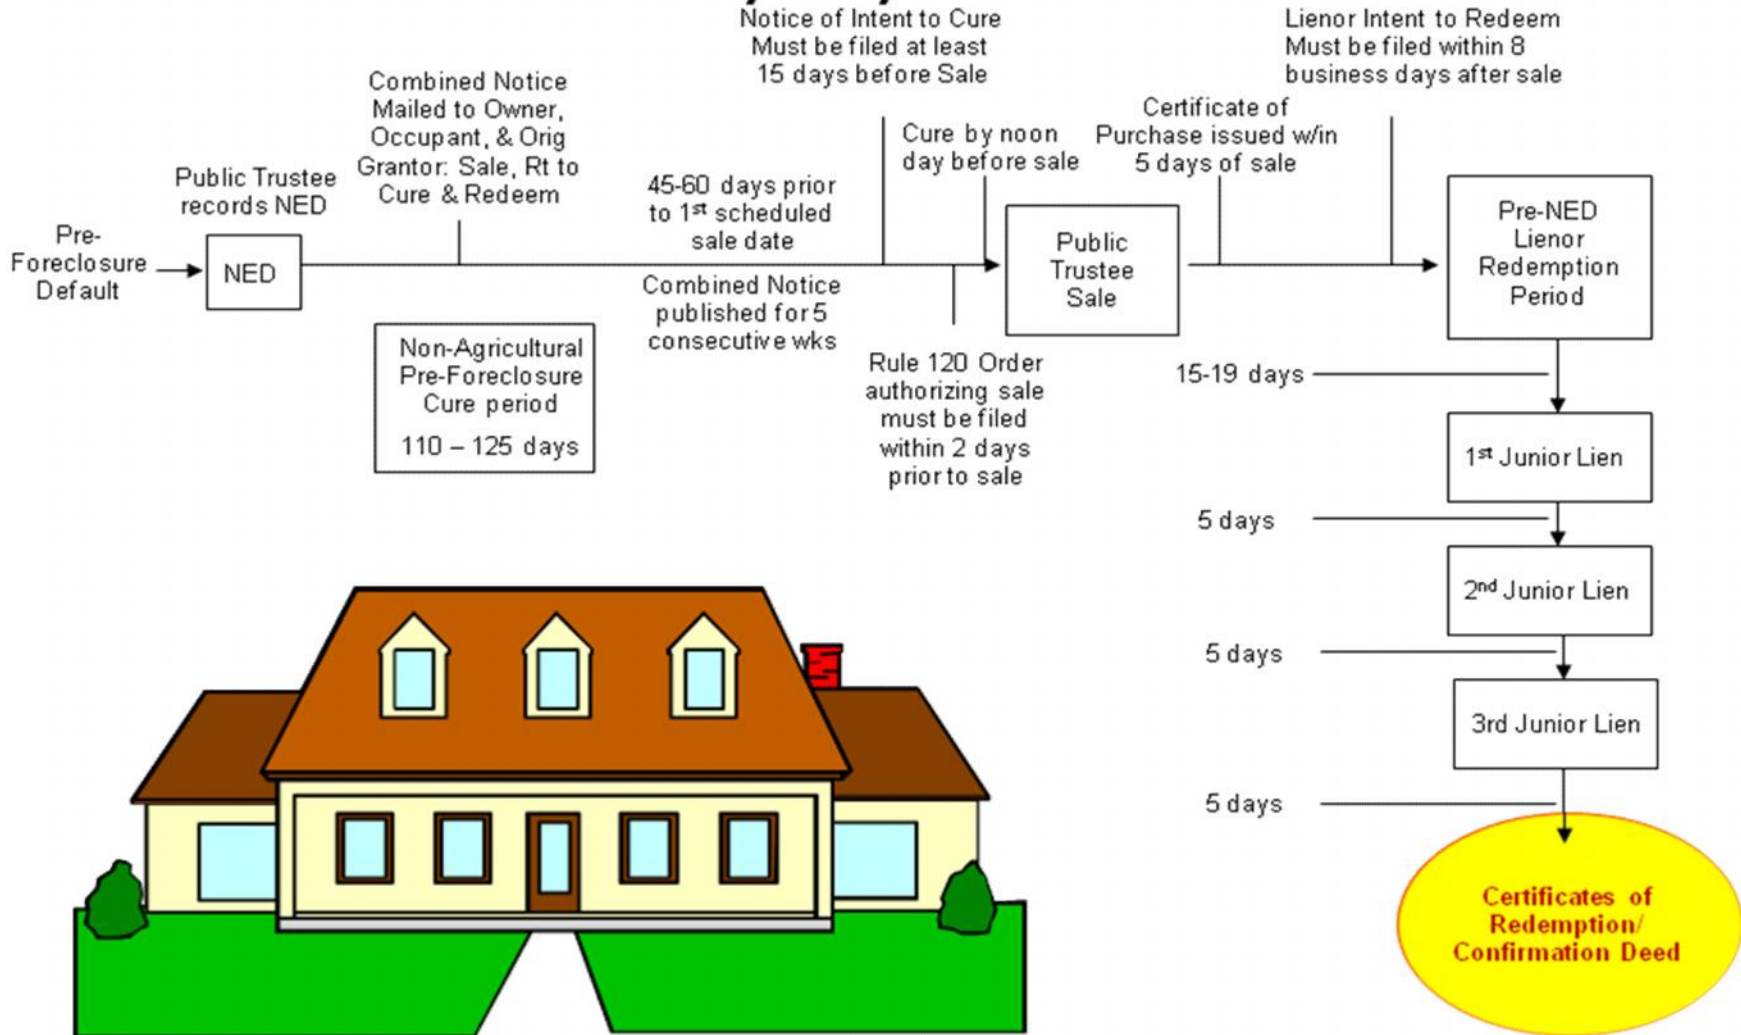 Notice of Intent to Cure
Must be filed at least
15 days before Sale
Lienor Intent to Redeem
Must be filed within 8
business days after sale
Combined Notice
Mailed to Owner,
Occupant, & Orig
Grantor: Sale, Rt to
Cure & Redeem
Certificate of
Purchase issued w/in
5 days of sale
Cure by noon
day before sale
Public Trustee
records NED
45-60 days prior
to 1st scheduled
sale date
Pre-
Foreclosure
Default
NED
Public
Trustee
Sale
Pre-NED
Lienor
Redemption
Period
Combined Notice
published for 5
consecutive wks
Non-Agricultural
Pre-Foreclosure
Cure period
110 – 125 days
Rule 120 Order
authorizing sale
must be filed
within 2 days
prior to sale
15-19 days
1st Junior Lien
5 days
2nd Junior Lien
5 days
3rd Junior Lien
5 days
Certificates of
Redemption/
Confirmation Deed